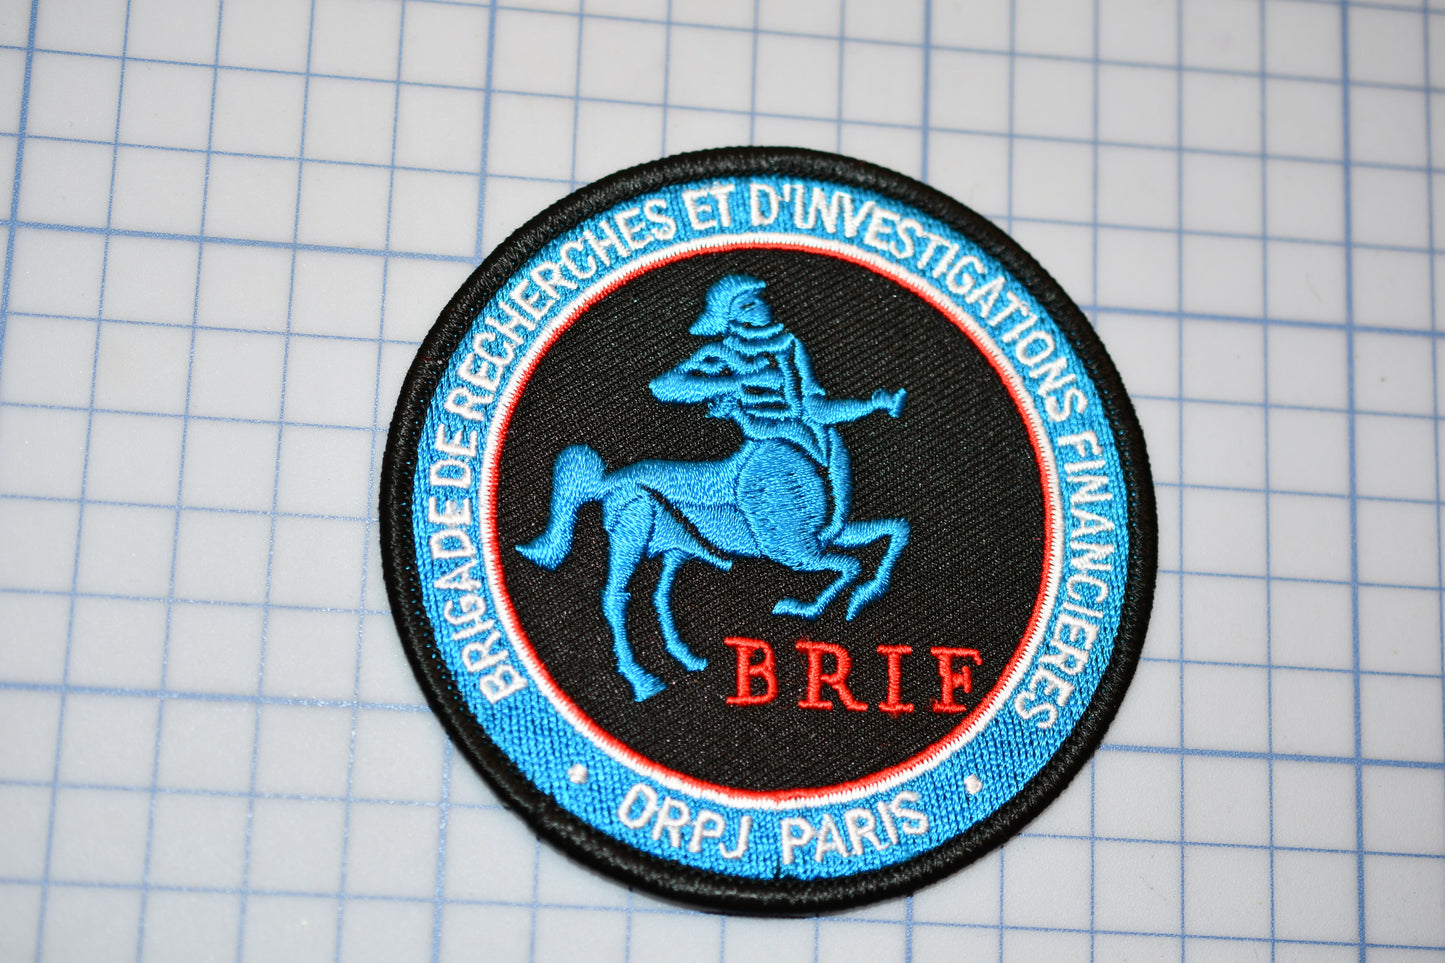 BRIGADE DE RECHERCHES ET D'INVESTIGATIONS FINANCIERES
BRIF
• ORPJ PARIS •